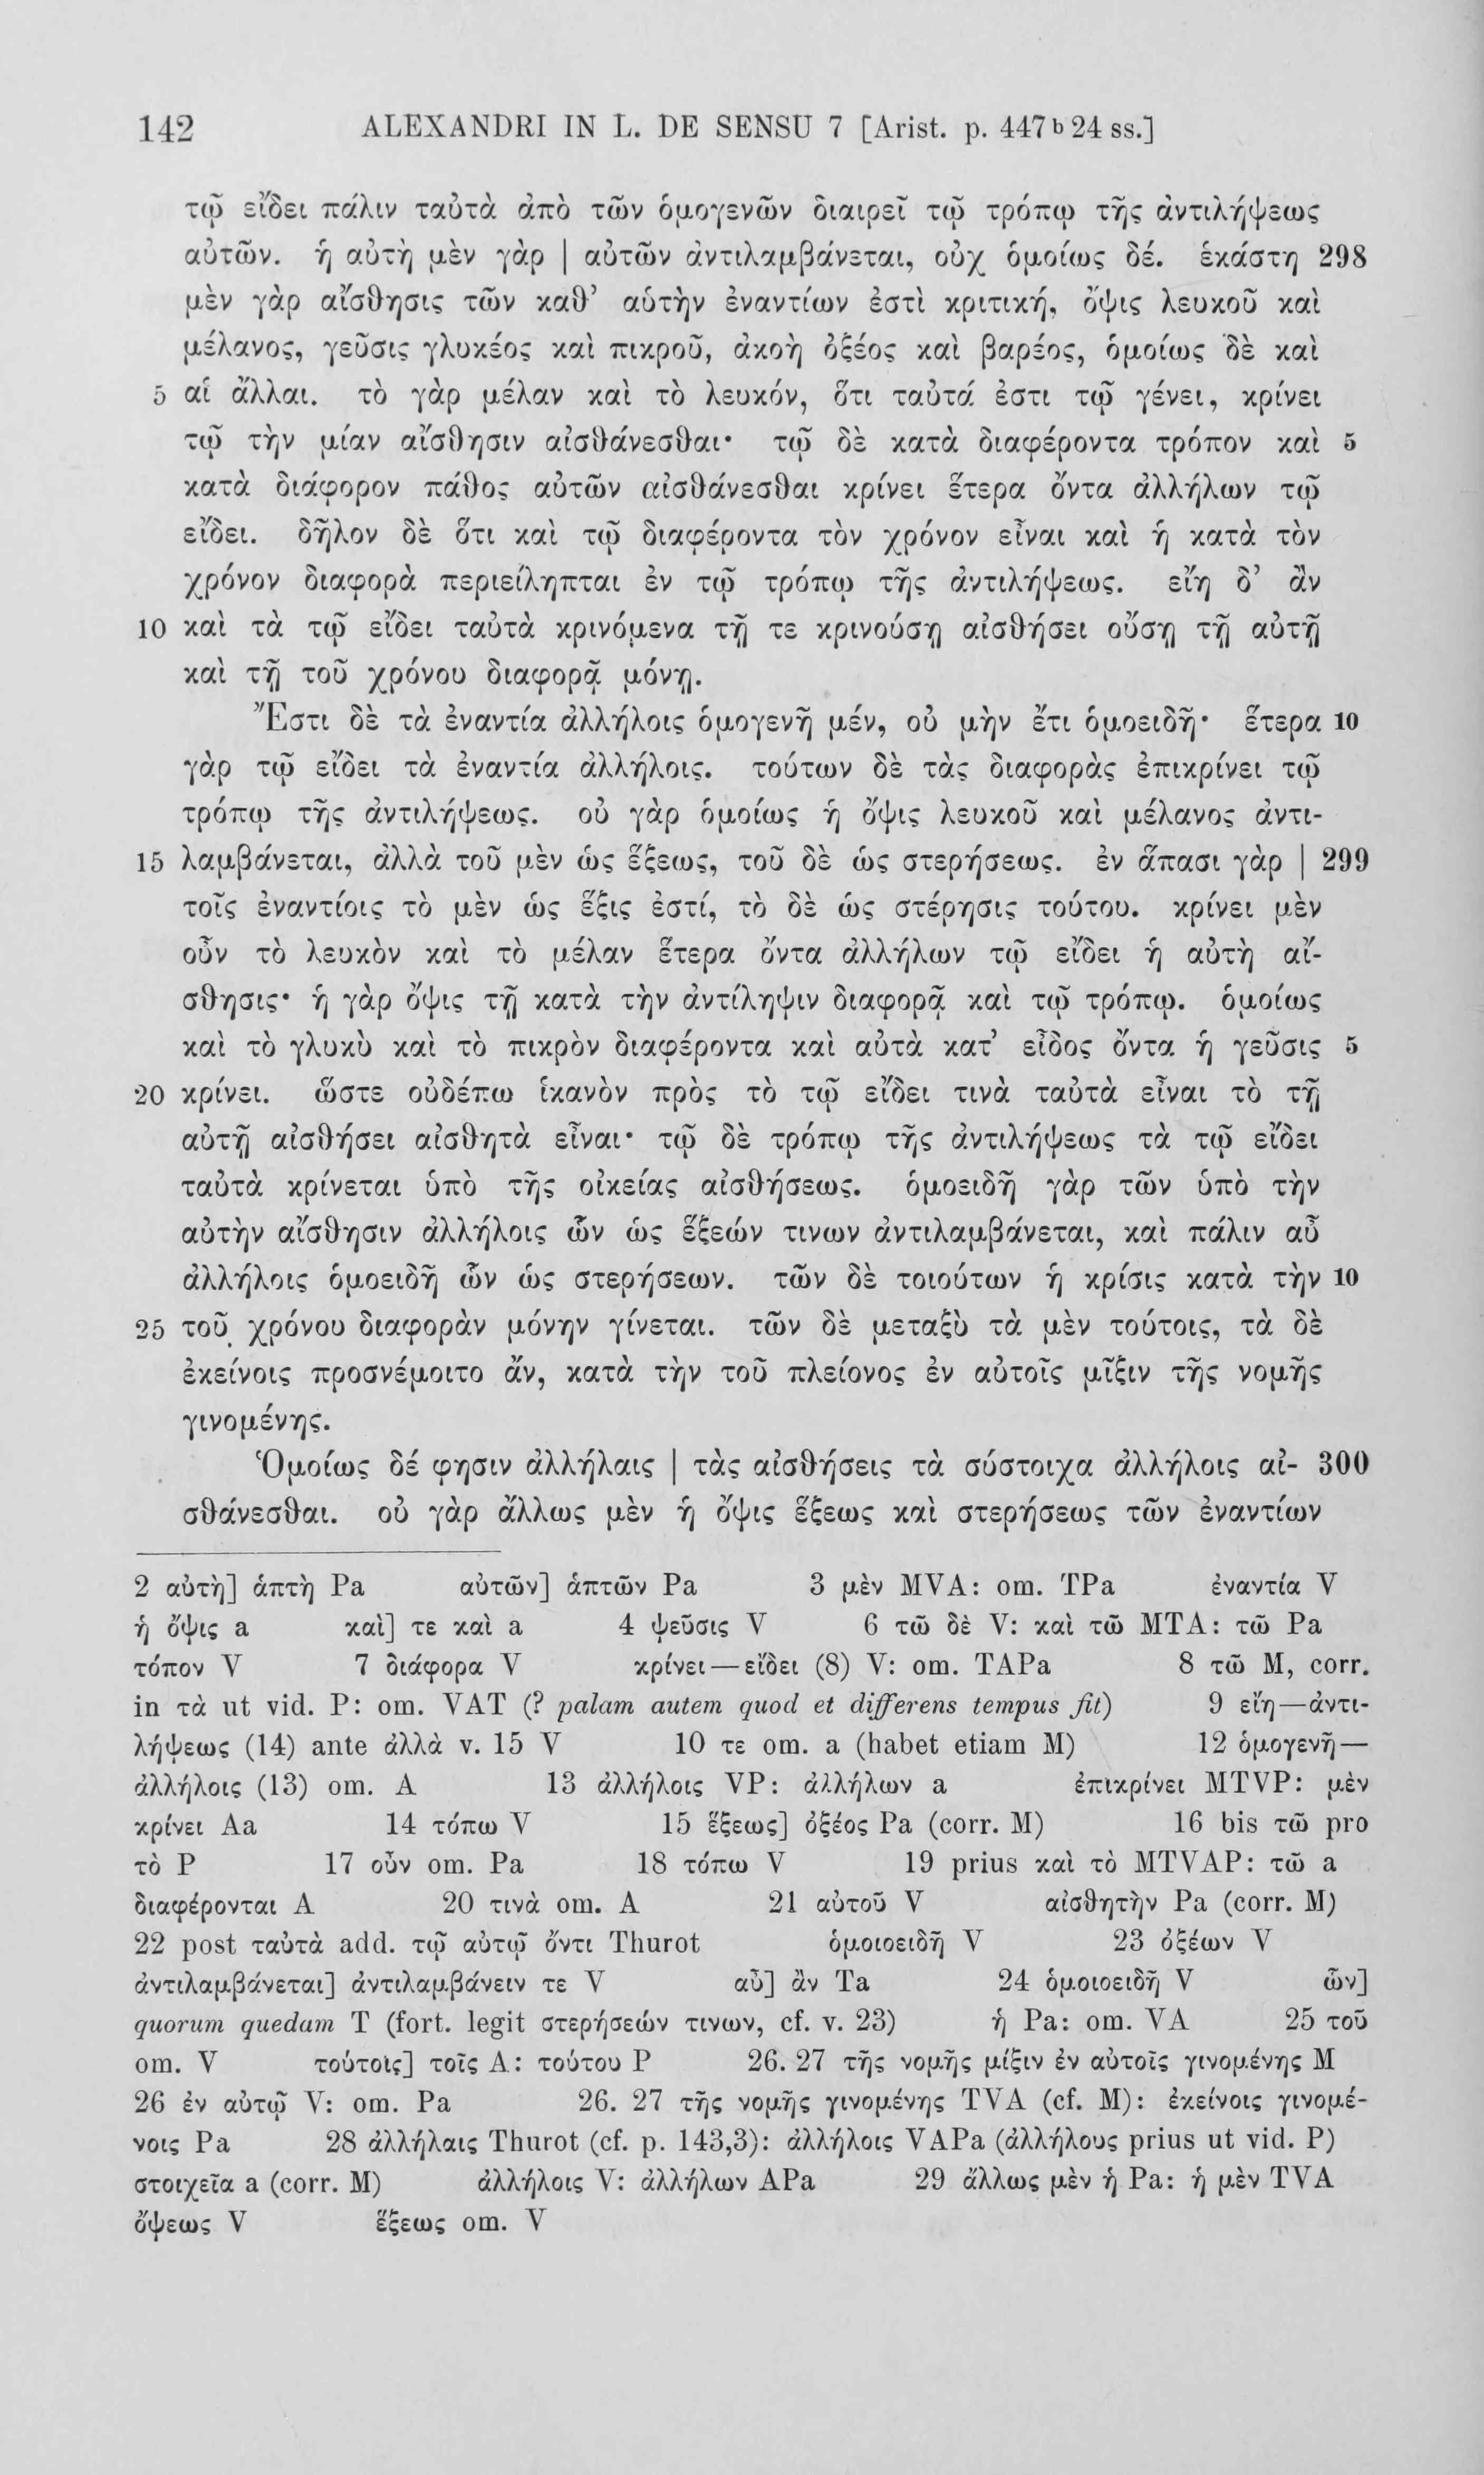 142 ALEXANDRI IN L. DE SENSU 7 [Arist. p. 447 b 24 ss.]
τῷ εἴδει πάλιν ταὐτὰ ἀπὸ τῶν ὁμογενῶν διαιρεῖ τῷ τρόπῳ τῆς ἀντιλήψεως
αὐτῶν. ἡ αὐτὴ μὲν γὰρ | αὐτῶν ἀντιλαμβάνεται, οὐχ ὁμοίως δέ. ἑκάστη 298
μὲν γὰρ αἴσθησις τῶν καθ’ αὑτὴν ἐναντίων ἐστὶ κριτική, ὄψις λευκοῦ καὶ
μέλανος, γεῦσις γλυκέος καὶ πικροῦ, ἀκοὴ ὀξέος καὶ βαρέος, ὁμοίως δὲ καὶ
5 αἱ ἄλλαι. τὸ γὰρ μέλαν καὶ τὸ λευκόν, ὅτι ταὐτά ἐστι τῷ γένει, κρίνει
τῷ τὴν μίαν αἴσθησιν αἰσθάνεσθαι· τῷ δὲ κατὰ διαφέροντα τρόπον καὶ 5
κατὰ διάφορον πάθος αὐτῶν αἰσθάνεσθαι κρίνει ἕτερα ὄντα ἀλλήλων τῷ
εἴδει. δῆλον δὲ ὅτι καὶ τῷ διαφέροντα τὸν χρόνον εἶναι καὶ ἡ κατὰ τὸν
χρόνον διαφορὰ περιείληπται ἐν τῷ τρόπῳ τῆς ἀντιλήψεως. εἴη δ’ ἂν
10 καὶ τὰ τῷ εἴδει ταὐτὰ κρινόμενα τῇ τε κρινούσῃ αἰσθήσει οὔσῃ τῇ αὐτῇ
καὶ τῇ τοῦ χρόνου διαφορᾷ μόνῃ.
Ἔστι δὲ τὰ ἐναντία ἀλλήλοις ὁμογενῆ μέν, οὐ μὴν ἔτι ὁμοειδῆ· ἕτερα 10
γὰρ τῷ εἴδει τὰ ἐναντία ἀλλήλοις. τούτων δὲ τὰς διαφορὰς ἐπικρίνει τῷ
τρόπῳ τῆς ἀντιλήψεως. οὐ γὰρ ὁμοίως ἡ ὄψις λευκοῦ καὶ μέλανος ἀντι-
15 λαμβάνεται, ἀλλὰ τοῦ μὲν ὡς ἕξεως, τοῦ δὲ ὡς στερήσεως. ἐν ἅπασι γὰρ | 299
τοῖς ἐναντίοις τὸ μὲν ὡς ἕξις ἐστί, τὸ δὲ ὡς στέρησις τούτου. κρίνει μὲν
οὖν τὸ λευκὸν καὶ τὸ μέλαν ἕτερα ὄντα ἀλλήλων τῷ εἴδει ἡ αὐτὴ αἴ-
σθησις· ἡ γὰρ ὄψις τῇ κατὰ τὴν ἀντίληψιν διαφορᾷ καὶ τῷ τρόπῳ. ὁμοίως
καὶ τὸ γλυκὺ καὶ τὸ πικρὸν διαφέροντα καὶ αὐτὰ κατ’ εἶδος ὄντα ἡ γεῦσις 5
20 κρίνει. ὥστε οὐδέπω ἱκανὸν πρὸς τὸ τῷ εἴδει τινὰ ταὐτὰ εἶναι τὸ τῇ
αὐτῇ αἰσθήσει αἰσθητὰ εἶναι· τῷ δὲ τρόπῳ τῆς ἀντιλήψεως τὰ τῷ εἴδει
ταὐτὰ κρίνεται ὑπὸ τῆς οἰκείας αἰσθήσεως. ὁμοειδῆ γὰρ τῶν ὑπὸ τὴν
αὐτὴν αἴσθησιν ἀλλήλοις ὧν ὡς ἕξεών τινων ἀντιλαμβάνεται, καὶ πάλιν αὖ
ἀλλήλοις ὁμοειδῆ ὧν ὡς στερήσεων. τῶν δὲ τοιούτων ἡ κρίσις κατὰ τὴν 10
25 τοῦ χρόνου διαφορὰν μόνην γίνεται. τῶν δὲ μεταξὺ τὰ μὲν τούτοις, τὰ δὲ
ἐκείνοις προσνέμοιτο ἄν, κατὰ τὴν τοῦ πλείονος ἐν αὐτοῖς μῖξιν τῆς νομῆς
γινομένης.
Ὁμοίως δέ φησιν ἀλλήλαις | τὰς αἰσθήσεις τὰ σύστοιχα ἀλλήλοις αἰ- 300
σθάνεσθαι. οὐ γὰρ ἄλλως μὲν ἡ ὄψις ἕξεως καὶ στερήσεως τῶν ἐναντίων
2 αὐτὴ] ἁπτὴ Pa αὐτῶν] ἁπτῶν Pa 3 μὲν MVA: om. TPa ἐναντία V
ἡ ὄψις a καὶ] τε καὶ a 4 ψεῦσις V 6 τῶ δὲ V: καὶ τῶ MTA: τῶ Pa
τόπον V 7 διάφορα V κρίνει—εἴδει (8) V: om. TAPa 8 τῶ M, corr.
in τὰ ut vid. P: om. VAT (? palam autem quod et differens tempus fit) 9 εἴη—ἀντι-
λήψεως (14) ante ἀλλὰ v. 15 V 10 τε om. a (habet etiam M) 12 ὁμογενῆ—
ἀλλήλοις (13) om. A 13 ἀλλήλοις VP: ἀλλήλων a ἐπικρίνει MTVP: μὲν
κρίνει Aa 14 τόπω V 15 ἕξεως] ὀξέος Pa (corr. M) 16 bis τῶ pro
τὸ P 17 οὖν om. Pa 18 τόπω V 19 prius καὶ τὸ MTVAP: τῶ a
διαφέρονται A 20 τινὰ om. A 21 αὐτοῦ V αἰσθητὴν Pa (corr. M)
22 post ταὐτὰ add. τῷ αὐτῷ ὄντι Thurot ὁμοιοειδῆ V 23 ὀξέων V
ἀντιλαμβάνεται] ἀντιλαμβάνειν τε V αὖ] ἂν Ta 24 ὁμοιοειδῆ V ὧν]
quorum quedam T (fort. legit στερήσεών τινων, cf. v. 23) ἡ Pa: om. VA 25 τοῦ
om. V τούτοις] τοῖς A: τούτου P 26. 27 τῆς νομῆς μίξιν ἐν αὐτοῖς γινομένης M
26 ἐν αὐτῷ V: om. Pa 26. 27 τῆς νομῆς γινομένης TVA (cf. M): ἐκείνοις γινομέ-
νοις Pa 28 ἀλλήλαις Thurot (cf. p. 143,3): ἀλλήλοις VAPa (ἀλλήλους prius ut vid. P)
στοιχεῖα a (corr. M) ἀλλήλοις V: ἀλλήλων APa 29 ἄλλως μὲν ἡ Pa: ἡ μὲν TVA
ὄψεως V ἕξεως om. V